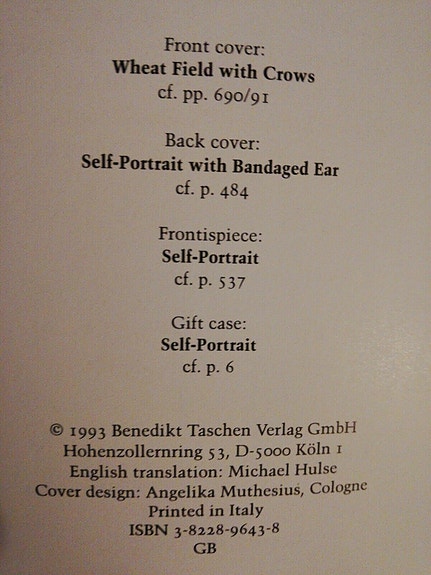 Front cover:
Wheat Field with Crows
cf. pp. 690/91
Back cover:
Self-Portrait with Bandaged Ear
cf. p. 484
Frontispiece:
Self-Portrait
cf. p. 537
Gift case:
Self-Portrait
cf. p. 6
© 1993 Benedikt Taschen Verlag GmbH
Hohenzollernring 53, D-5000 Köln 1
English translation: Michael Hulse
Cover design: Angelika Muthesius, Cologne
Printed in Italy
ISBN 3-8228-9643-8
GB